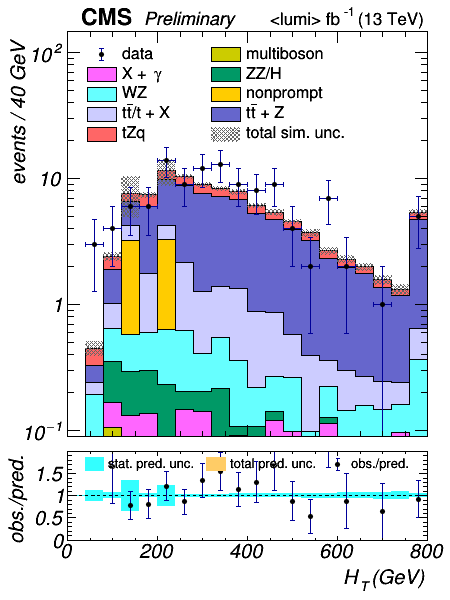 CMS Preliminary <lumi> fb⁻¹ (13 TeV)
events / 40 GeV
10²
10
1
10⁻¹
data
X + γ
WZ
tt̄/t + X
tZq
multiboson
ZZ/H
nonprompt
tt̄ + Z
total sim. unc.
obs./pred.
1.5
1
0.5
0
stat. pred. unc. total pred. unc. obs./pred.
0 200 400 600 800
H_T (GeV)